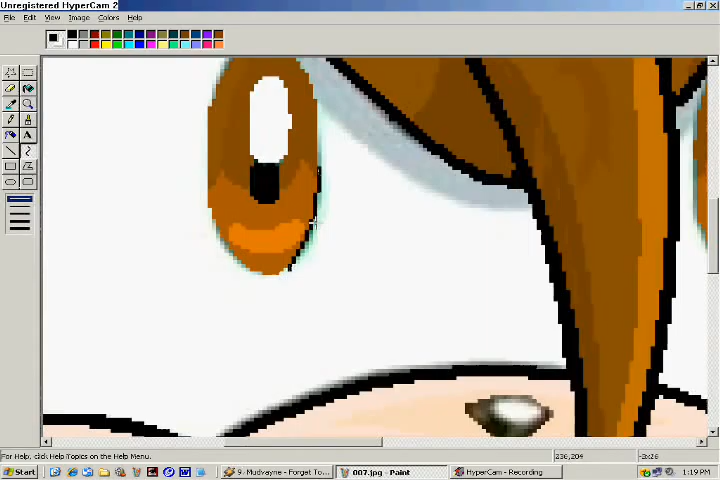 Unregistered HyperCam 2
File Edit View Image Colors Help
A
For Help, click Help Topics on the Help Menu.
236,204
-3x26
Start
9- Mudvayne - Forget To...
007.jpg - Paint
HyperCam - Recording
1:19 PM